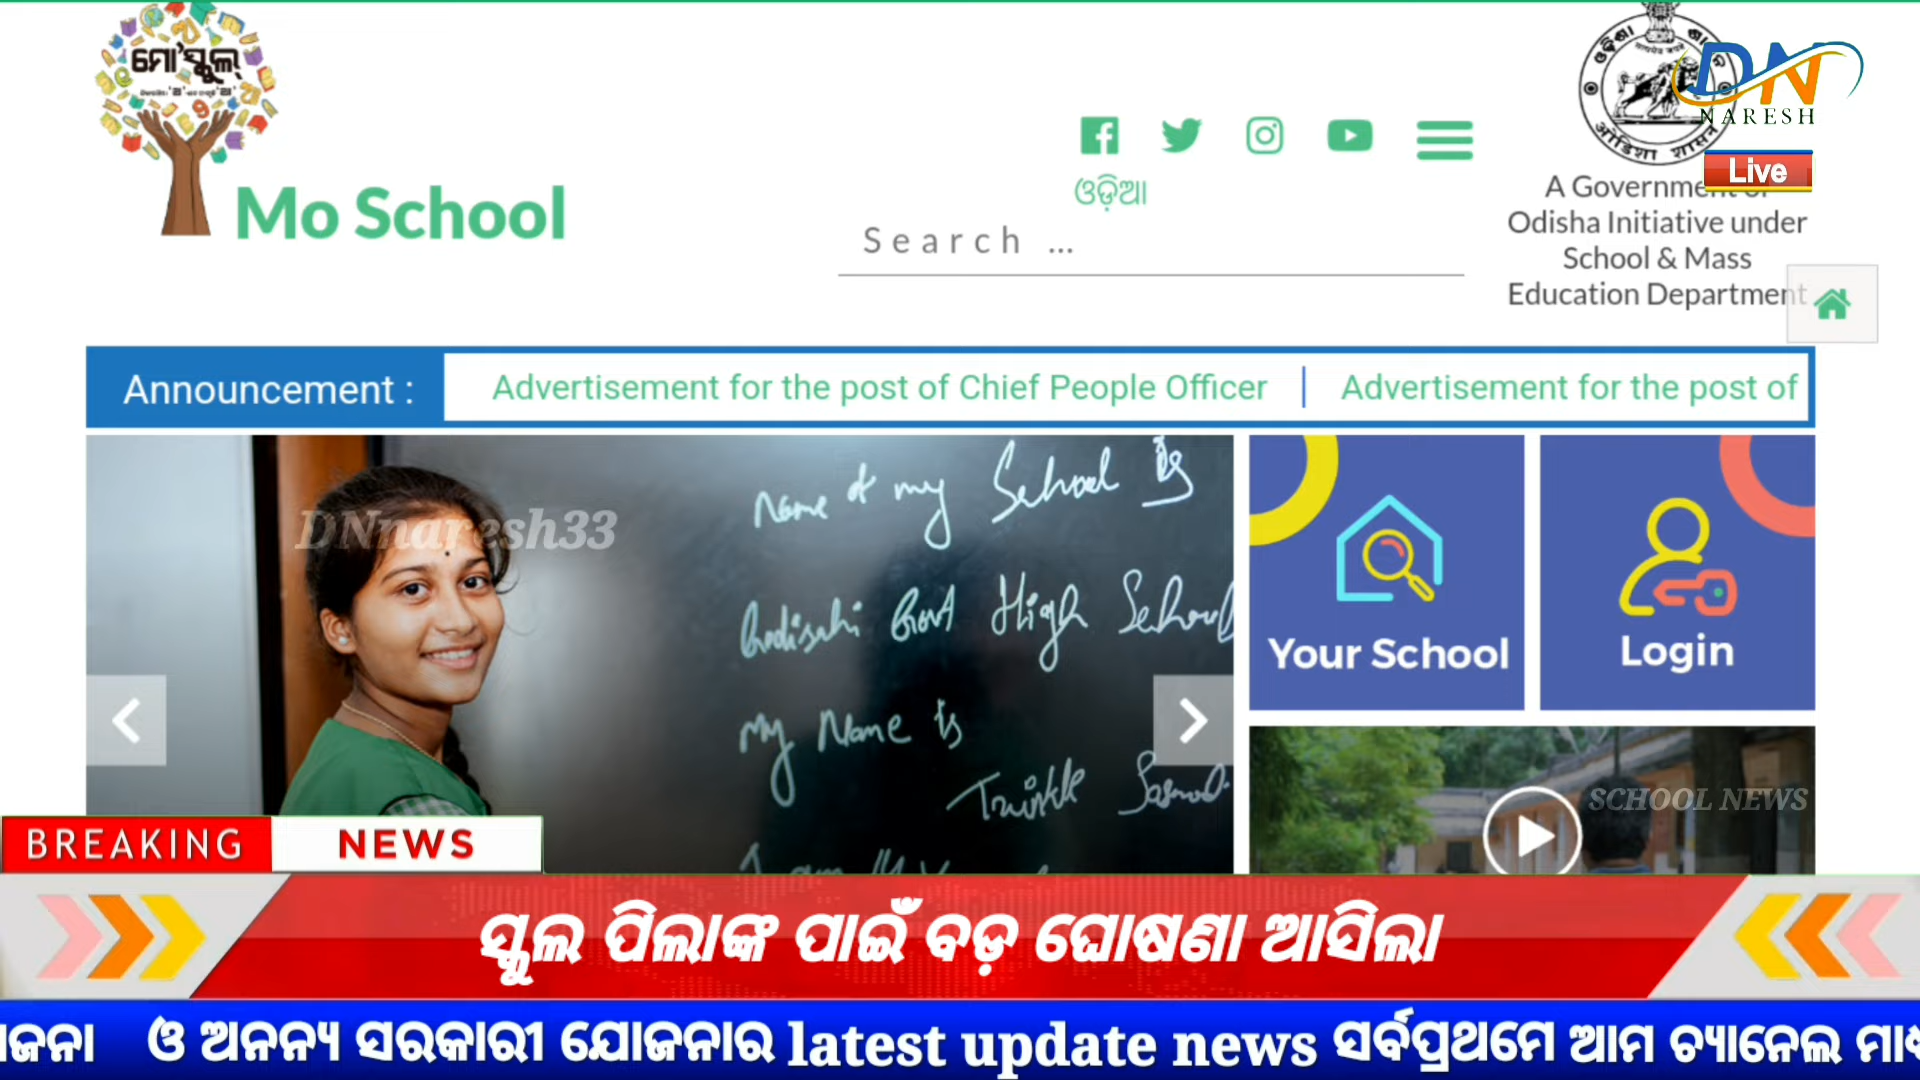 ମୋ'ସ୍କୁଲ୍
Mo School
ଓଡ଼ିଆ
Search ...
DN
NARESH
Live
A Government of
Odisha Initiative under
School & Mass
Education Department
Announcement :
Advertisement for the post of Chief People Officer
Advertisement for the post of
DNnaresh33
Name of my School is
Govt High School
My Name is
Twinkle
Your School
Login
SCHOOL NEWS
BREAKING NEWS
ସ୍କୁଲ ପିଲାଙ୍କ ପାଇଁ ବଡ଼ ଘୋଷଣା ଆସିଲା
ଓ ଅନନ୍ୟ ସରକାରୀ ଯୋଜନାର latest update news ସର୍ବପ୍ରଥମେ ଆମ ଚ୍ୟାନେଲ